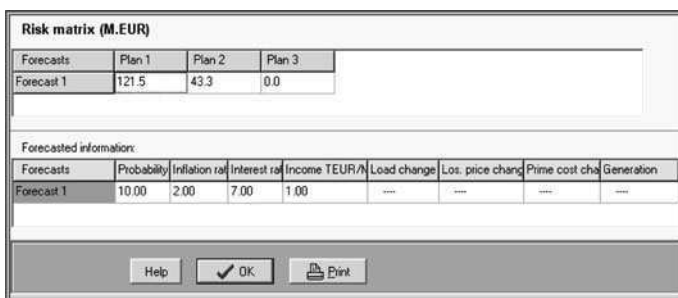 Risk matrix (M.EUR)
Forecasts Plan 1 Plan 2 Plan 3
Forecast 1 121.5 43.3 0.0
Forecasted information:
Forecasts Probability Inflation rat Interest rat Income TEUR/M Load change Los. price chang Prime cost cha Generation
Forecast 1 10.00 2.00 7.00 1.00 ---- ---- ---- ----
Help OK Print